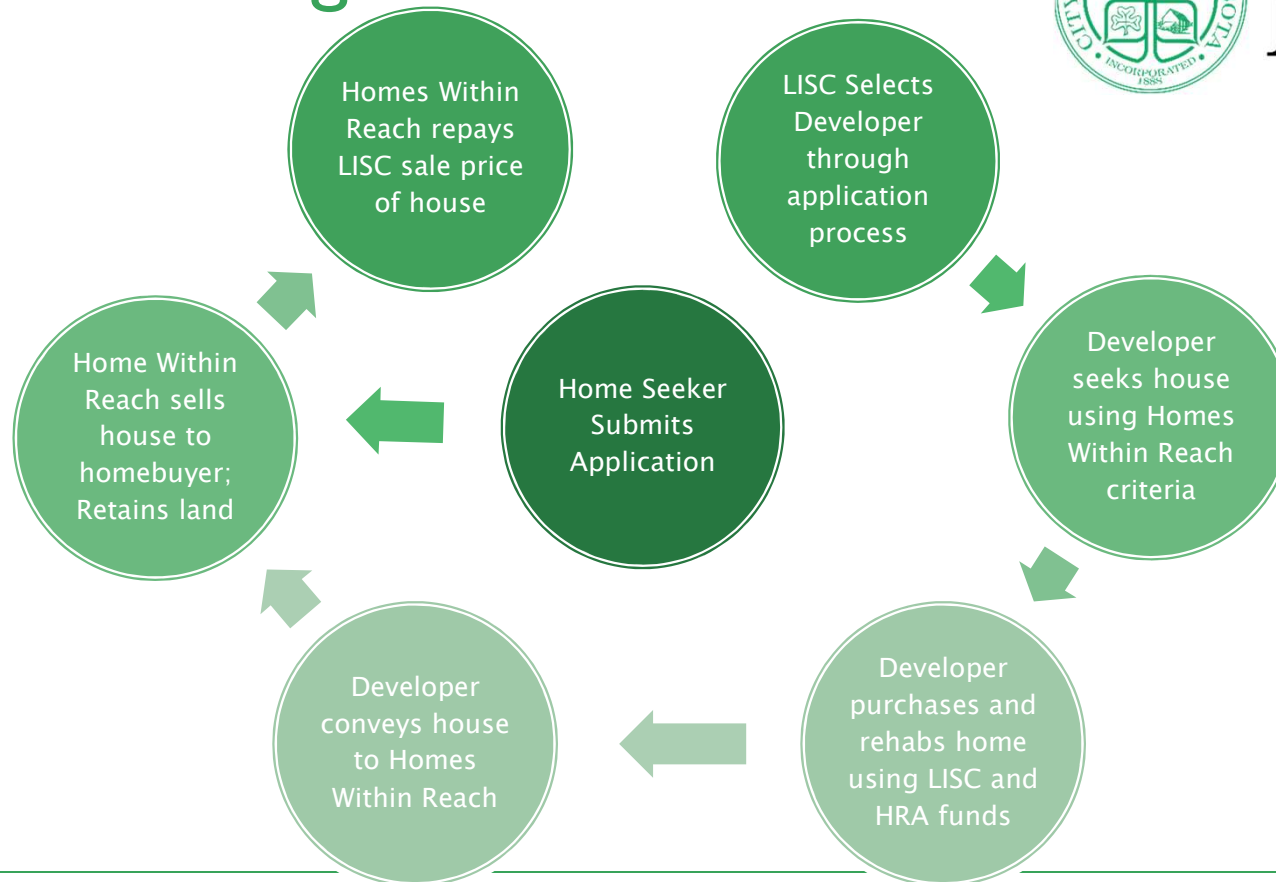 Homes Within
Reach repays
LISC sale price
of house
LISC Selects
Developer
through
application
process
Developer
seeks house
using Homes
Within Reach
criteria
Developer
purchases and
rehabs home
using LISC and
HRA funds
Developer
conveys house
to Homes
Within Reach
Home Within
Reach sells
house to
homebuyer;
Retains land
Home Seeker
Submits
Application
CITY
INCORPORATED
1888